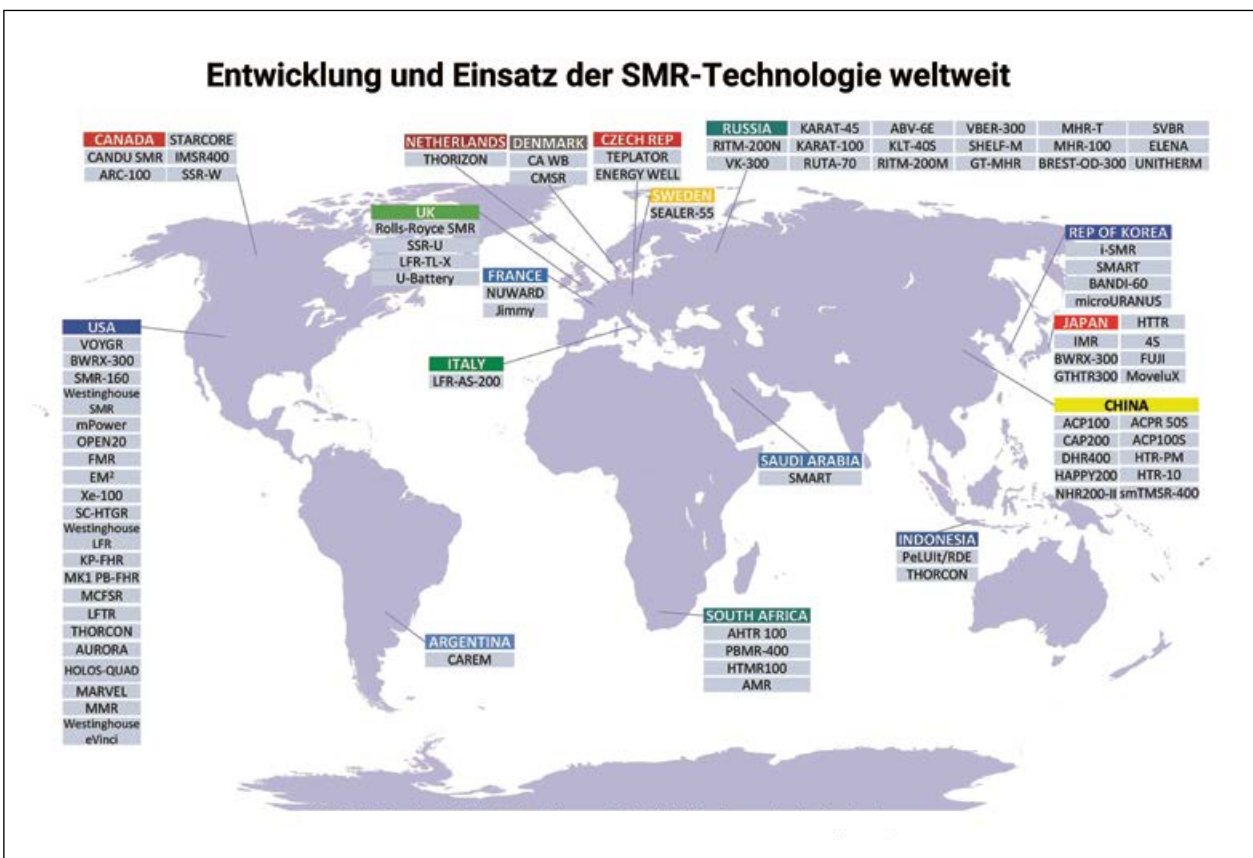 Entwicklung und Einsatz der SMR-Technologie weltweit
CANADA STARCORE
CANDU SMR IMSR400
ARC-100 SSR-W
NETHERLANDS
THORIZON
DENMARK
CA WB
CMSR
CZECH REP
TEPLATOR
ENERGY WELL
RUSSIA KARAT-45 ABV-6E VBER-300 MHR-T SVBR
RITM-200N KARAT-100 KLT-40S SHELF-M MHR-100 ELENA
VK-300 RUTA-70 RITM-200M GT-MHR BREST-OD-300 UNITHERM
SWEDEN
SEALER-55
UK
Rolls-Royce SMR
SSR-U
LFR-TL-X
U-Battery
FRANCE
NUWARD
Jimmy
REP OF KOREA
i-SMR
SMART
BANDI-60
microURANUS
USA
VOYGR
BWRX-300
SMR-160
Westinghouse
SMR
mPower
OPEN20
FMR
EM²
Xe-100
SC-HTGR
Westinghouse
LFR
KP-FHR
MK1 PB-FHR
MCFSR
LFTR
THORCON
AURORA
HOLOS-QUAD
MARVEL
MMR
Westinghouse
eVinci
ITALY
LFR-AS-200
JAPAN HTTR
IMR 4S
BWRX-300 FUJI
GTHTR300 MoveluX
CHINA
ACP100 ACPR 50S
CAP200 ACP100S
DHR400 HTR-PM
HAPPY200 HTR-10
NHR200-II smTMSR-400
SAUDI ARABIA
SMART
INDONESIA
PeLUIt/RDE
THORCON
SOUTH AFRICA
AHTR 100
PBMR-400
HTMR100
AMR
ARGENTINA
CAREM